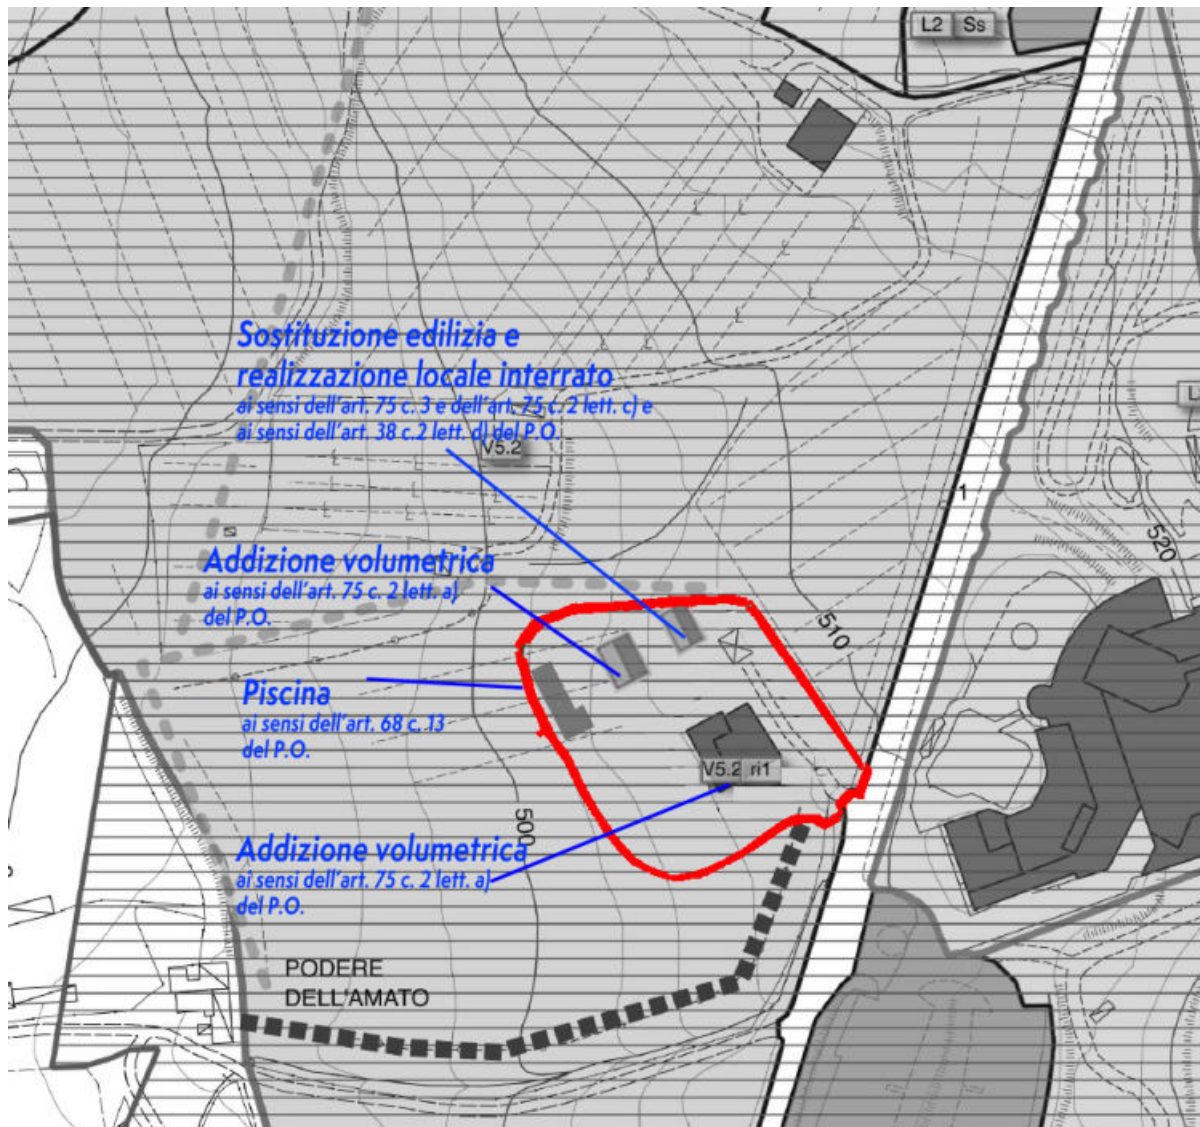 L2 Ss
Sostituzione edilizia e
realizzazione locale interrato
ai sensi dell'art. 75 c. 3 e dell'art. 75 c. 2 lett. c) e
ai sensi dell'art. 38 c.2 lett. d) del P.O.
V5.2
L
1
520
Addizione volumetrica
ai sensi dell'art. 75 c. 2 lett. a)
del P.O.
510
Piscina
ai sensi dell'art. 68 c. 13
del P.O.
V5.2 ri1
500
Addizione volumetrica
ai sensi dell'art. 75 c. 2 lett. a)
del P.O.
PODERE
DELL'AMATO